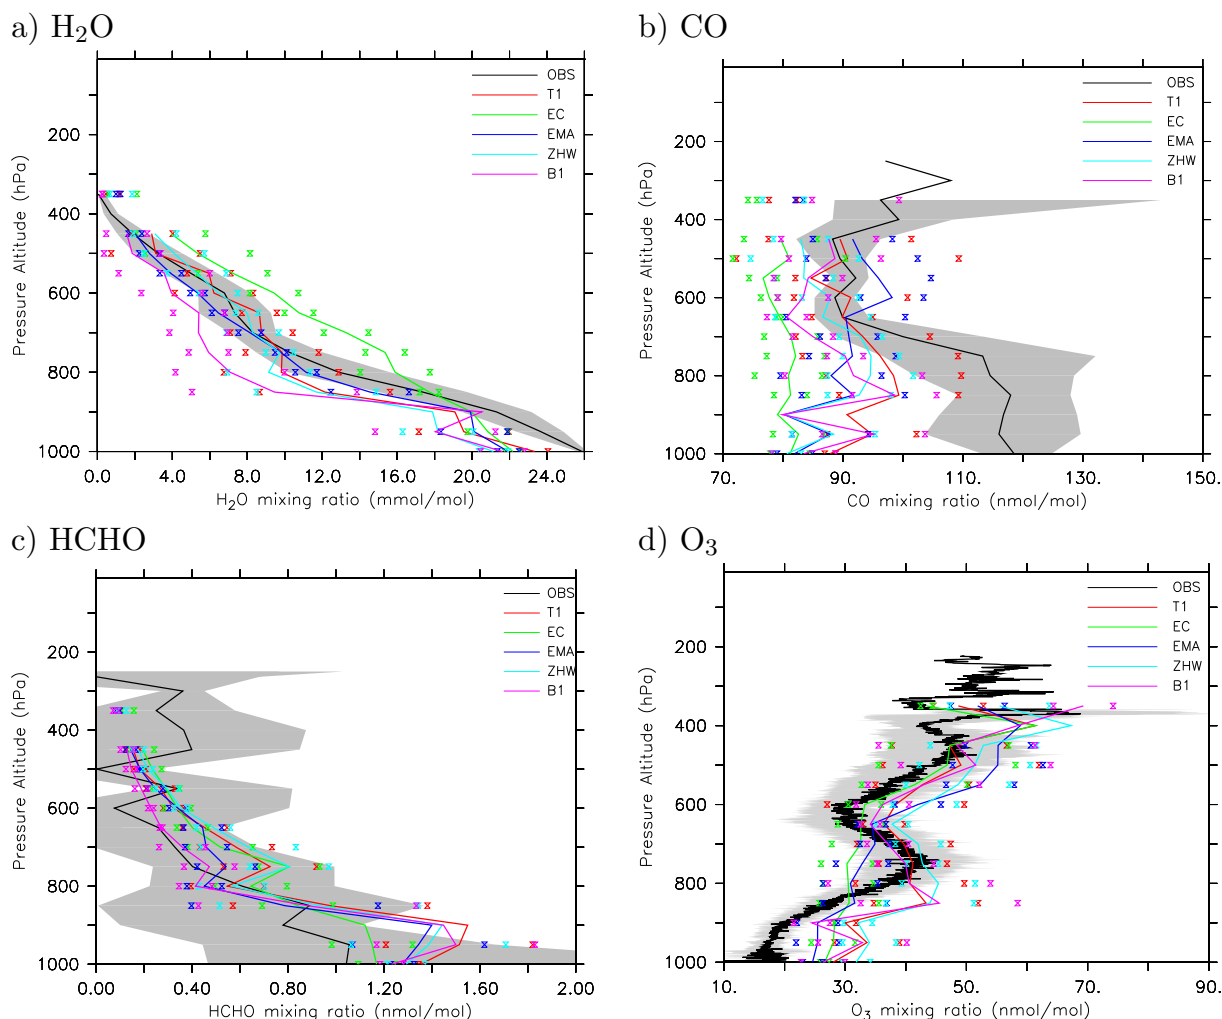 a) H₂O
b) CO
OBS
T1
EC
EMA
ZHW
B1
200
400
600
800
1000
Pressure Altitude (hPa)
0.0 4.0 8.0 12.0 16.0 20.0 24.0
H₂O mixing ratio (mmol/mol)
OBS
T1
EC
EMA
ZHW
B1
200
400
600
800
1000
Pressure Altitude (hPa)
70. 90. 110. 130. 150.
CO mixing ratio (nmol/mol)
c) HCHO
d) O₃
OBS
T1
EC
EMA
ZHW
B1
200
400
600
800
1000
Pressure Altitude (hPa)
0.00 0.40 0.80 1.20 1.60 2.00
HCHO mixing ratio (nmol/mol)
OBS
T1
EC
EMA
ZHW
B1
200
400
600
800
1000
Pressure Altitude (hPa)
10. 30. 50. 70. 90.
O₃ mixing ratio (nmol/mol)